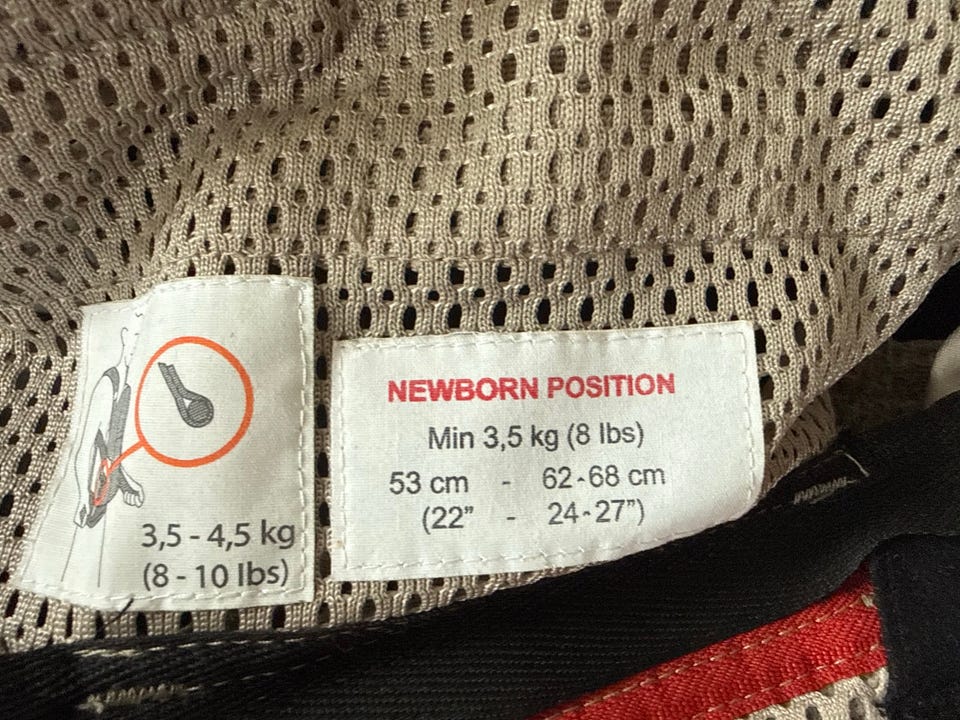 3,5 - 4,5 kg
(8 - 10 lbs)
NEWBORN POSITION
Min 3,5 kg (8 lbs)
53 cm - 62-68 cm
(22” - 24-27”)